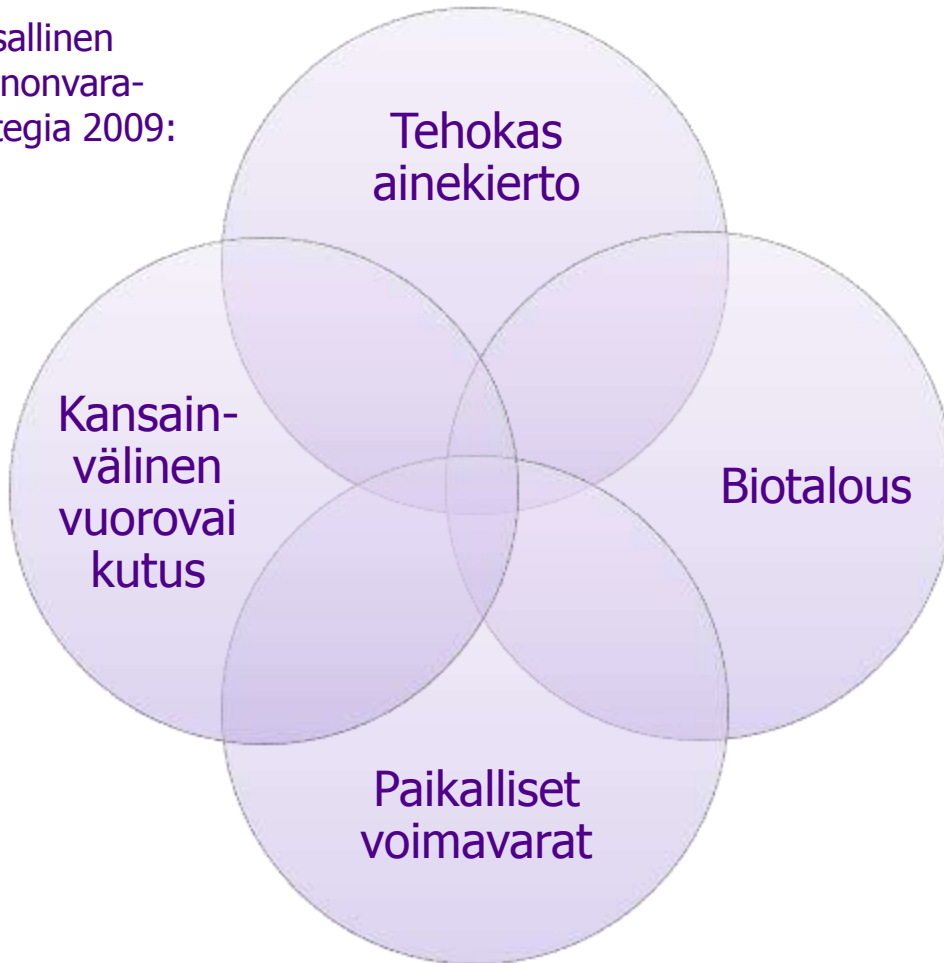 sallinen
nonvara-
tegia 2009:
Tehokas
ainekierto
Kansain-
välinen
vuorovai
kutus
Biotalous
Paikalliset
voimavarat